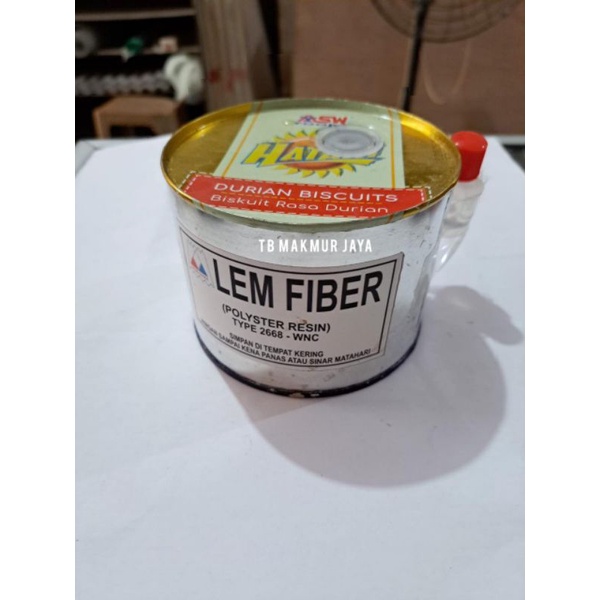 ASW
DURIAN BISCUITS
Biskuit Rasa Durian
TB MAKMUR JAYA
LEM FIBER
(POLYSTER RESIN)
TYPE 2668 - WNC
SIMPAN DI TEMPAT KERING
SAMPAI KENA PANAS ATAU SINAR MATAHARI